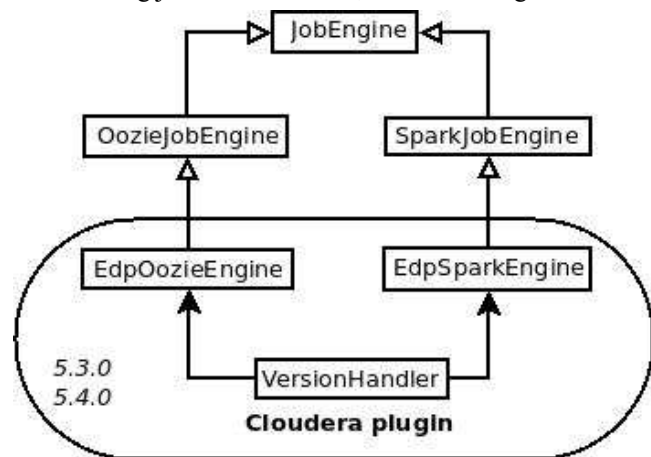 JobEngine
OozieJobEngine
SparkJobEngine
EdpOozieEngine
EdpSparkEngine
VersionHandler
5.3.0
5.4.0
Cloudera plugin